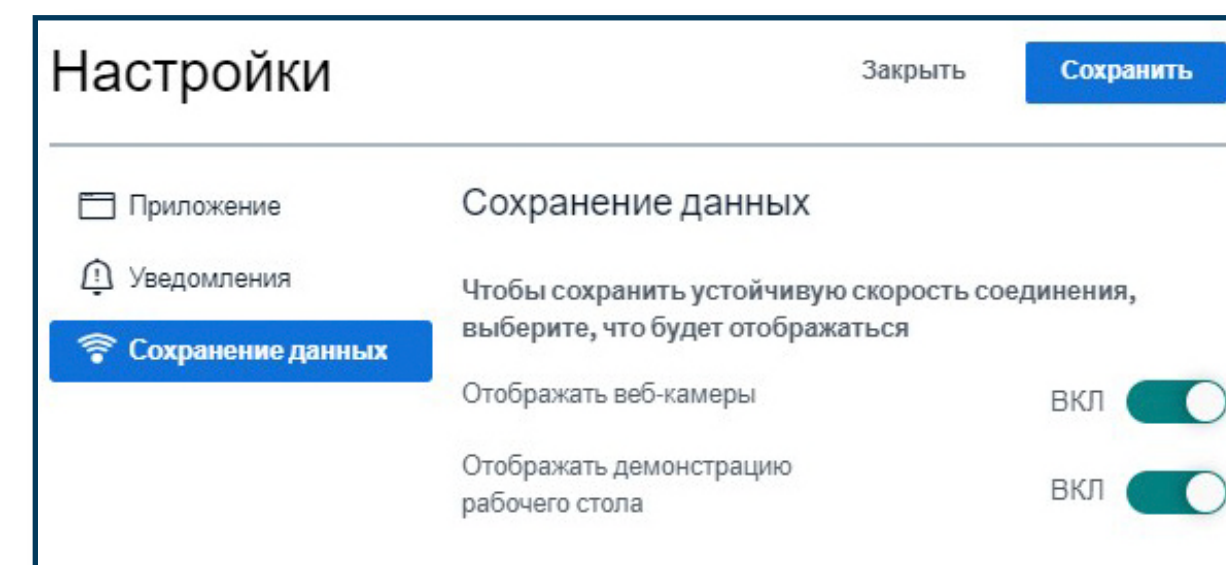 Настройки
Закрыть
Сохранить
Приложение
Уведомления
Сохранение данных
Сохранение данных
Чтобы сохранить устойчивую скорость соединения,
выберите, что будет отображаться
Отображать веб-камеры
ВКЛ
Отображать демонстрацию
рабочего стола
ВКЛ